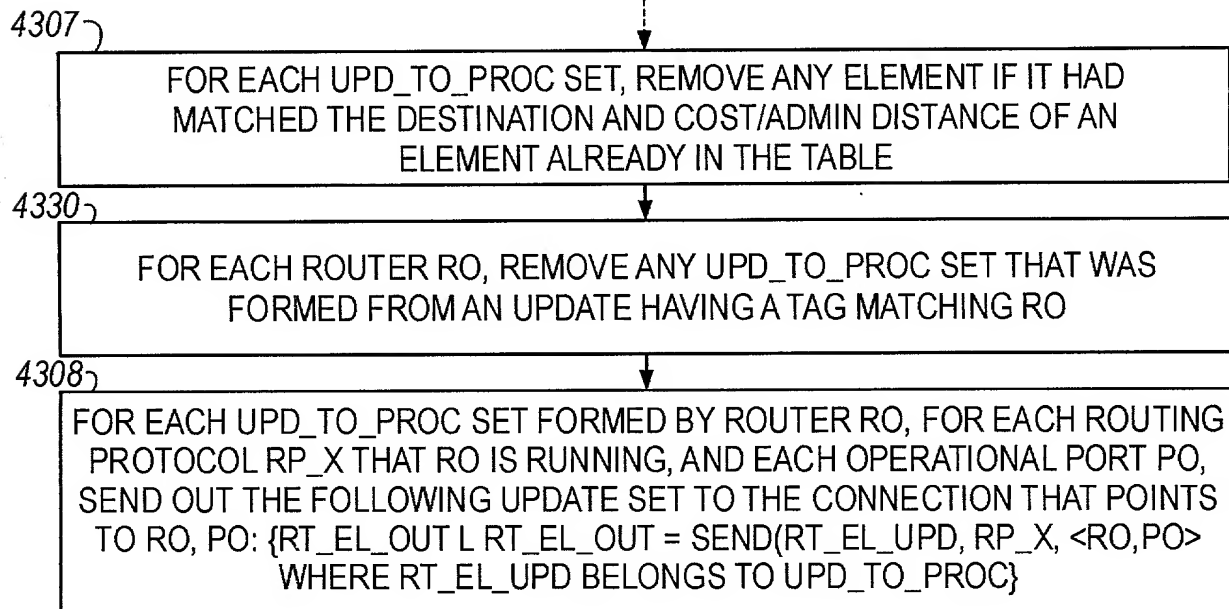 4307
FOR EACH UPD_TO_PROC SET, REMOVE ANY ELEMENT IF IT HAD
MATCHED THE DESTINATION AND COST/ADMIN DISTANCE OF AN
ELEMENT ALREADY IN THE TABLE
4330
FOR EACH ROUTER RO, REMOVE ANY UPD_TO_PROC SET THAT WAS
FORMED FROM AN UPDATE HAVING A TAG MATCHING RO
4308
FOR EACH UPD_TO_PROC SET FORMED BY ROUTER RO, FOR EACH ROUTING
PROTOCOL RP_X THAT RO IS RUNNING, AND EACH OPERATIONAL PORT PO,
SEND OUT THE FOLLOWING UPDATE SET TO THE CONNECTION THAT POINTS
TO RO, PO: {RT_EL_OUT L RT_EL_OUT = SEND(RT_EL_UPD, RP_X, <RO,PO>
WHERE RT_EL_UPD BELONGS TO UPD_TO_PROC}